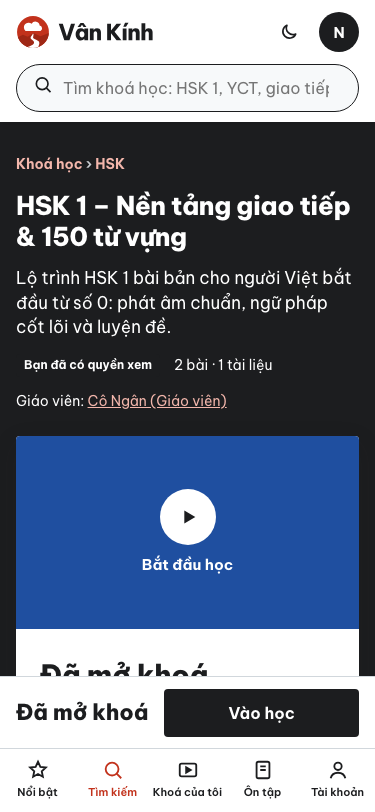 Vân Kính
N
Tìm khoá học: HSK 1, YCT, giao tiếp
Khoá học › HSK
HSK 1 – Nền tảng giao tiếp
& 150 từ vựng
Lộ trình HSK 1 bài bản cho người Việt bắt
đầu từ số 0: phát âm chuẩn, ngữ pháp
cốt lõi và luyện đề.
Bạn đã có quyền xem 2 bài · 1 tài liệu
Giáo viên: Cô Ngân (Giáo viên)
Bắt đầu học
Đã mở khoá
Đã mở khoá
Vào học
Nổi bật
Tìm kiếm
Khoá của tôi
Ôn tập
Tài khoản